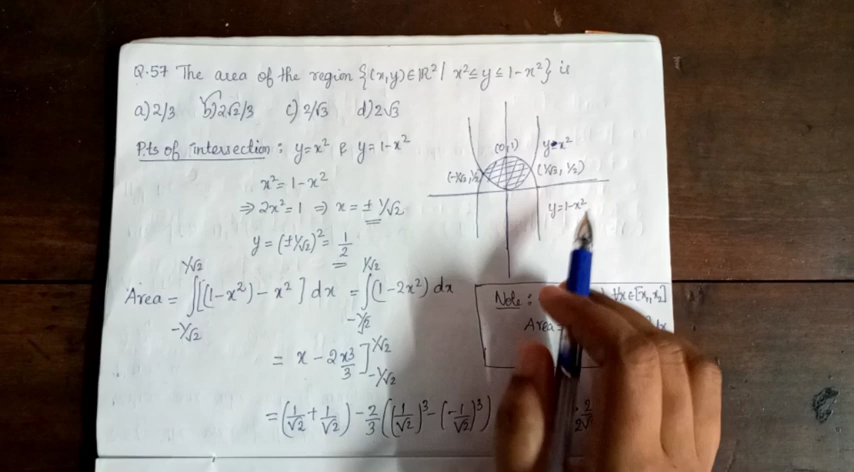 Q.57 The area of the region {(x,y)∈ℝ² | x²≤y≤1-x²} is
a) 2/3 b) 2√2/3 c) 2/√3 d) 2√3
Pts of intersection : y=x² & y=1-x²
x²=1-x²
⇒ 2x²=1 ⇒ x=±1/√2
y=(±1/√2)²=1/2
(0,1)
y=x²
(-1/√2, 1/2)
(1/√2, 1/2)
y=1-x²
Area = ∫_{-1/√2}^{1/√2} [(1-x²)-x²] dx = ∫_{-1/√2}^{1/√2} (1-2x²) dx
Note :
∀x∈[x₁,x₂]
Area =
dx
= x - 2x³/3 ]_{-1/√2}^{1/√2}
= (1/√2 + 1/√2) - 2/3 ((1/√2)³ - (-1/√2)³)